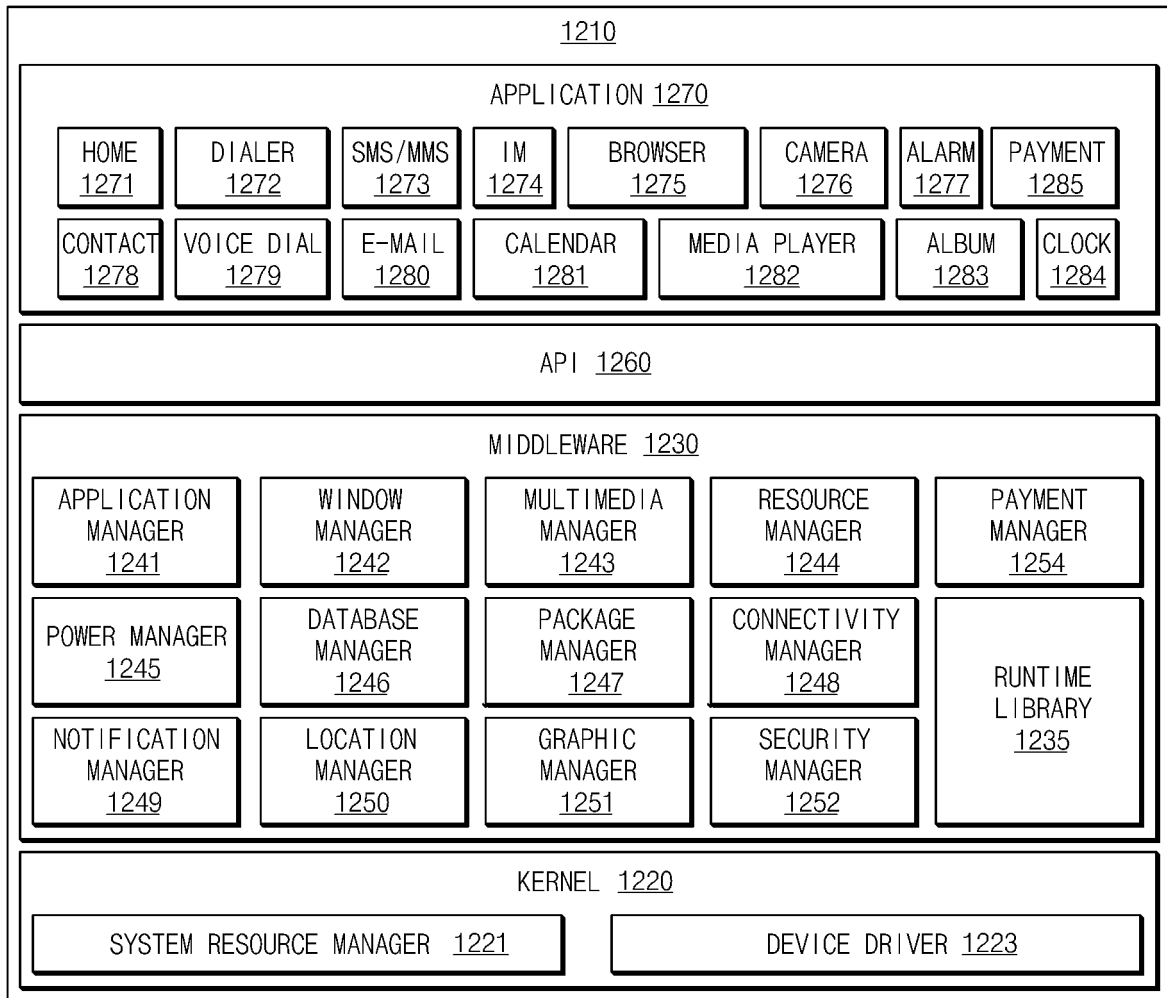 1210
APPLICATION 1270
HOME
1271
DIALER
1272
SMS/MMS
1273
IM
1274
BROWSER
1275
CAMERA
1276
ALARM
1277
PAYMENT
1285
CONTACT
1278
VOICE DIAL
1279
E-MAIL
1280
CALENDAR
1281
MEDIA PLAYER
1282
ALBUM
1283
CLOCK
1284
API 1260
MIDDLEWARE 1230
APPLICATION
MANAGER
1241
WINDOW
MANAGER
1242
MULTIMEDIA
MANAGER
1243
RESOURCE
MANAGER
1244
PAYMENT
MANAGER
1254
POWER MANAGER
1245
DATABASE
MANAGER
1246
PACKAGE
MANAGER
1247
CONNECTIVITY
MANAGER
1248
RUNTIME
LIBRARY
1235
NOTIFICATION
MANAGER
1249
LOCATION
MANAGER
1250
GRAPHIC
MANAGER
1251
SECURITY
MANAGER
1252
KERNEL 1220
SYSTEM RESOURCE MANAGER 1221
DEVICE DRIVER 1223